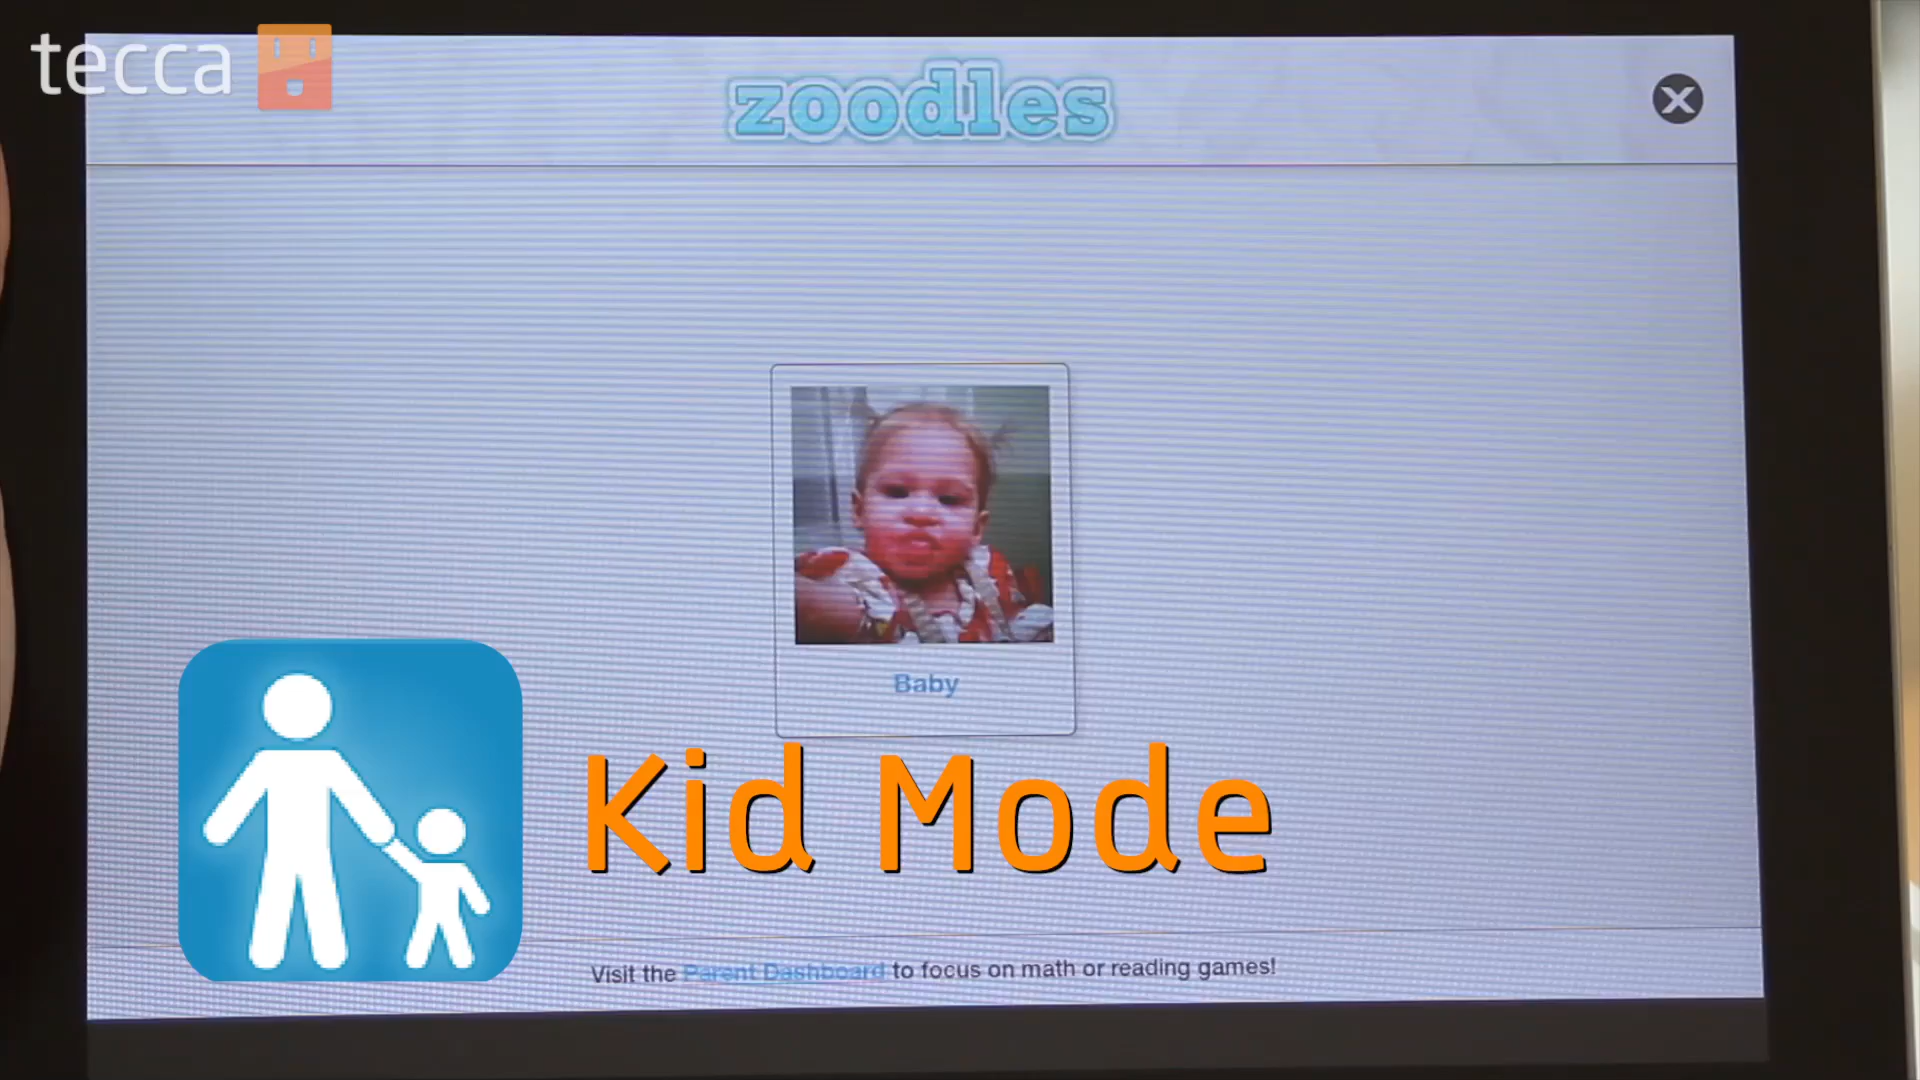 tecca
zoodles
Baby
Kid Mode
Visit the Parent Dashboard to focus on math or reading games!